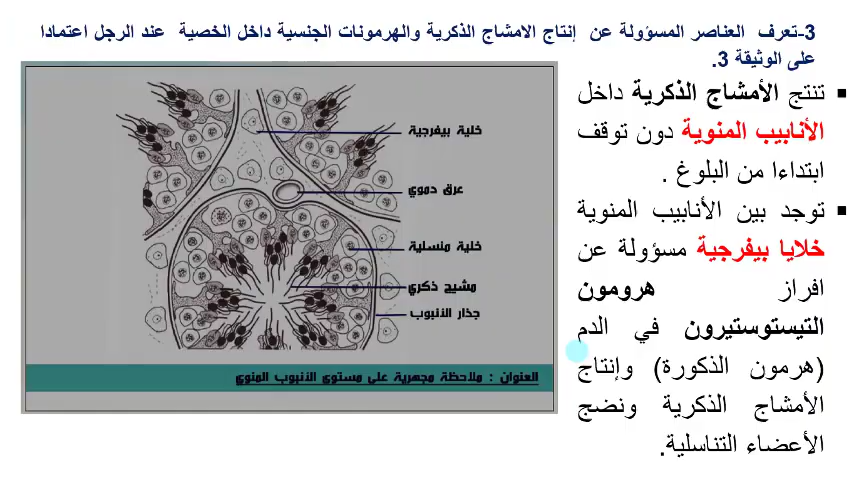 3-تعرف العناصر المسؤولة عن إنتاج الامشاج الذكرية والهرمونات الجنسية داخل الخصية عند الرجل اعتمادا
على الوثيقة 3.
▪ تنتج الأمشاج الذكرية داخل
الأنابيب المنوية دون توقف
ابتداءا من البلوغ .
▪ توجد بين الأنابيب المنوية
خلايا بيفرجية مسؤولة عن
افراز هرومون
التيستوستيرون في الدم
(هرمون الذكورة) وإنتاج
الأمشاج الذكرية ونضج
الأعضاء التناسلية.
خلية بيفرجية
عرق دموي
خلية منسلية
مشيج ذكري
جذار الأنبوب
العنوان : ملاحظة مجهرية على مستوى الأنبوب المنوي